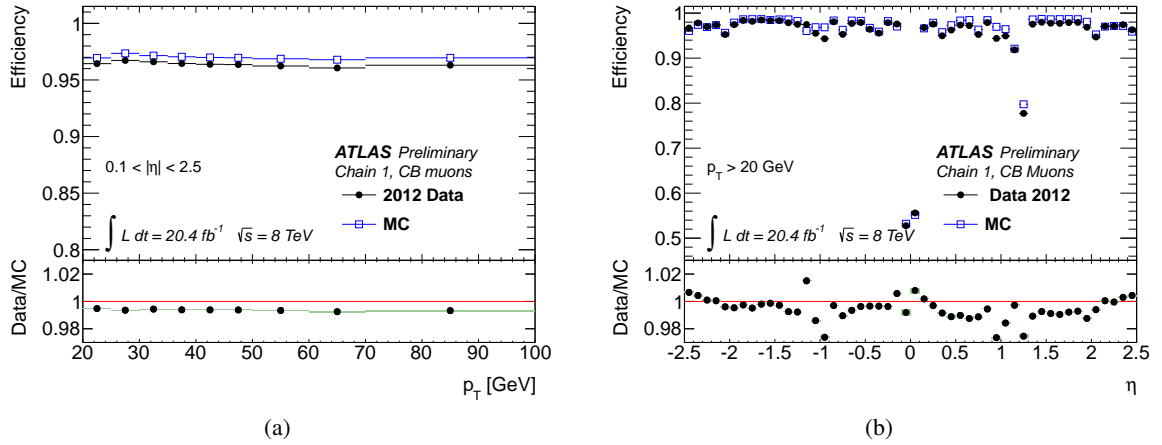 Efficiency
1
0.95
0.9
0.85
0.8
0.1 < |η| < 2.5
ATLAS Preliminary
Chain 1, CB muons
2012 Data
MC
∫ L dt = 20.4 fb⁻¹ √s = 8 TeV
Data/MC
1.02
1
0.98
20 30 40 50 60 70 80 90 100
p_T [GeV]
(a)
Efficiency
1
0.9
0.8
0.7
0.6
0.5
p_T > 20 GeV
ATLAS Preliminary
Chain 1, CB Muons
Data 2012
MC
∫ L dt = 20.4 fb⁻¹ √s = 8 TeV
Data/MC
1.02
1
0.98
-2.5 -2 -1.5 -1 -0.5 0 0.5 1 1.5 2 2.5
η
(b)